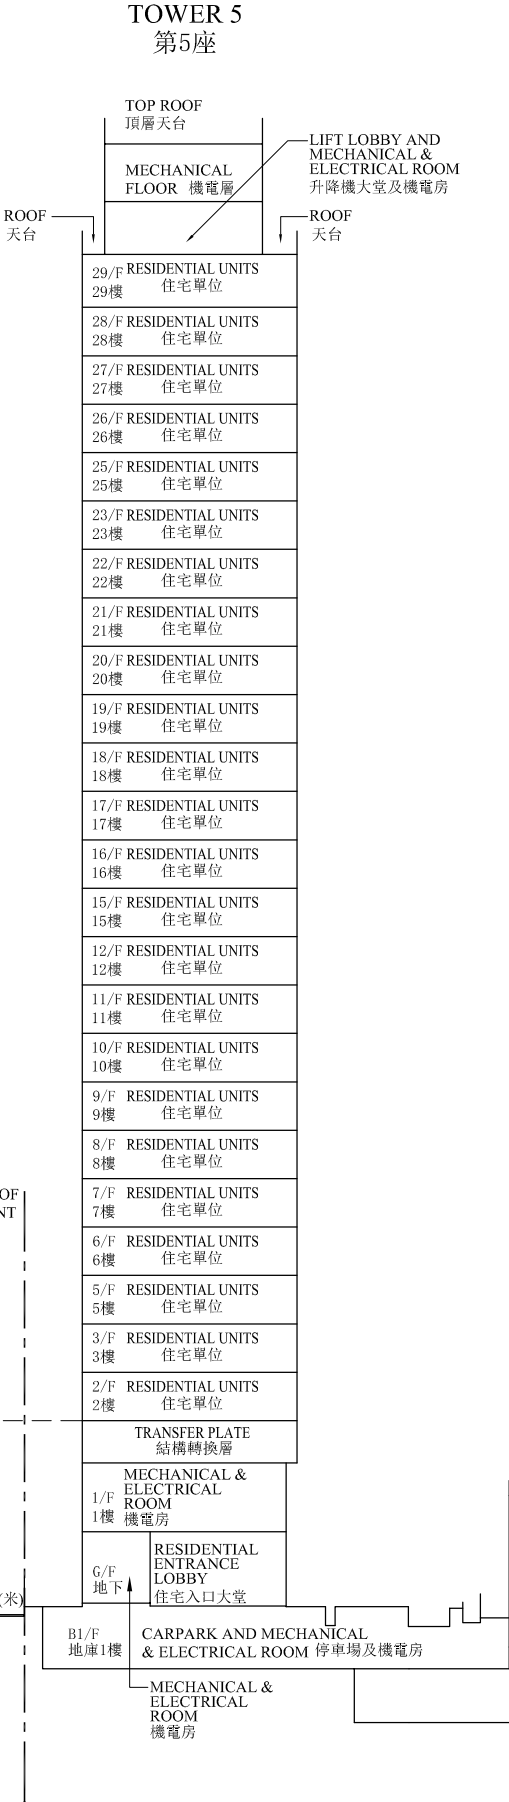 TOWER 5
第5座
TOP ROOF
頂層天台
LIFT LOBBY AND
MECHANICAL &
ELECTRICAL ROOM
升降機大堂及機電房
MECHANICAL
FLOOR 機電層
ROOF
天台
ROOF
天台
29/F RESIDENTIAL UNITS
29樓 住宅單位
28/F RESIDENTIAL UNITS
28樓 住宅單位
27/F RESIDENTIAL UNITS
27樓 住宅單位
26/F RESIDENTIAL UNITS
26樓 住宅單位
25/F RESIDENTIAL UNITS
25樓 住宅單位
23/F RESIDENTIAL UNITS
23樓 住宅單位
22/F RESIDENTIAL UNITS
22樓 住宅單位
21/F RESIDENTIAL UNITS
21樓 住宅單位
20/F RESIDENTIAL UNITS
20樓 住宅單位
19/F RESIDENTIAL UNITS
19樓 住宅單位
18/F RESIDENTIAL UNITS
18樓 住宅單位
17/F RESIDENTIAL UNITS
17樓 住宅單位
16/F RESIDENTIAL UNITS
16樓 住宅單位
15/F RESIDENTIAL UNITS
15樓 住宅單位
12/F RESIDENTIAL UNITS
12樓 住宅單位
11/F RESIDENTIAL UNITS
11樓 住宅單位
10/F RESIDENTIAL UNITS
10樓 住宅單位
9/F RESIDENTIAL UNITS
9樓 住宅單位
8/F RESIDENTIAL UNITS
8樓 住宅單位
7/F RESIDENTIAL UNITS
7樓 住宅單位
6/F RESIDENTIAL UNITS
6樓 住宅單位
5/F RESIDENTIAL UNITS
5樓 住宅單位
3/F RESIDENTIAL UNITS
3樓 住宅單位
2/F RESIDENTIAL UNITS
2樓 住宅單位
OF
NT
TRANSFER PLATE
結構轉換層
MECHANICAL &
ELECTRICAL
ROOM
機電房
1/F
1樓
G/F
地下
RESIDENTIAL
ENTRANCE
LOBBY
住宅入口大堂
(米)
B1/F
地庫1樓
CARPARK AND MECHANICAL
& ELECTRICAL ROOM 停車場及機電房
MECHANICAL &
ELECTRICAL
ROOM
機電房